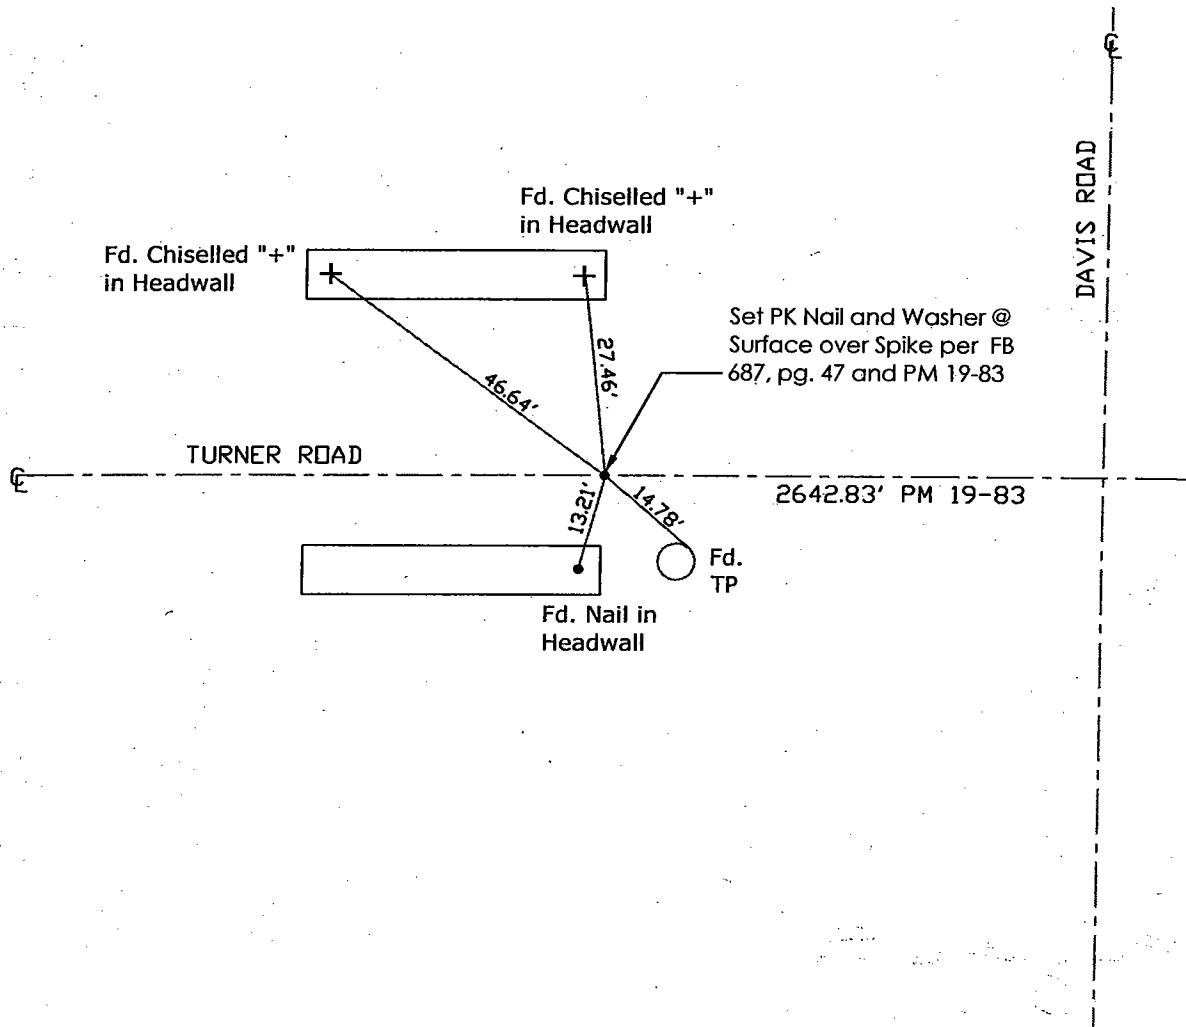 ℄
DAVIS ROAD
Fd. Chiselled "+"
in Headwall
Fd. Chiselled "+"
in Headwall
Set PK Nail and Washer @
Surface over Spike per FB
687, pg. 47 and PM 19-83
27.46'
46.64'
TURNER ROAD
℄
2642.83' PM 19-83
13.21'
14.78'
Fd.
TP
Fd. Nail in
Headwall